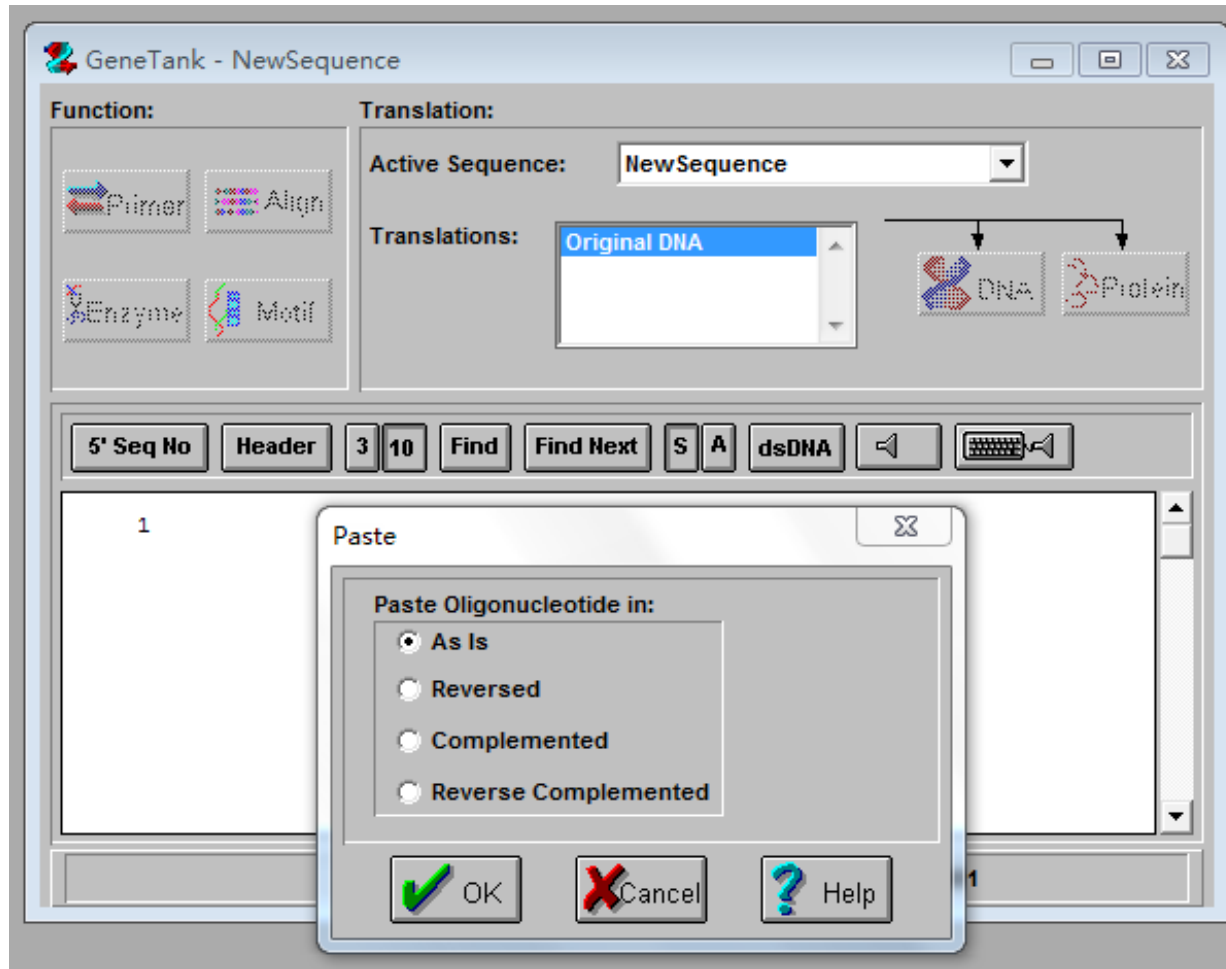 GeneTank - NewSequence
Function:
Translation:
Active Sequence:
NewSequence
Primer
Align
Translations:
Original DNA
DNA
Protein
Enzyme
Motif
5' Seq No
Header
3
10
Find
Find Next
S
A
dsDNA
1
Paste
Paste Oligonucleotide in:
As Is
Reversed
Complemented
Reverse Complemented
OK
Cancel
Help
1